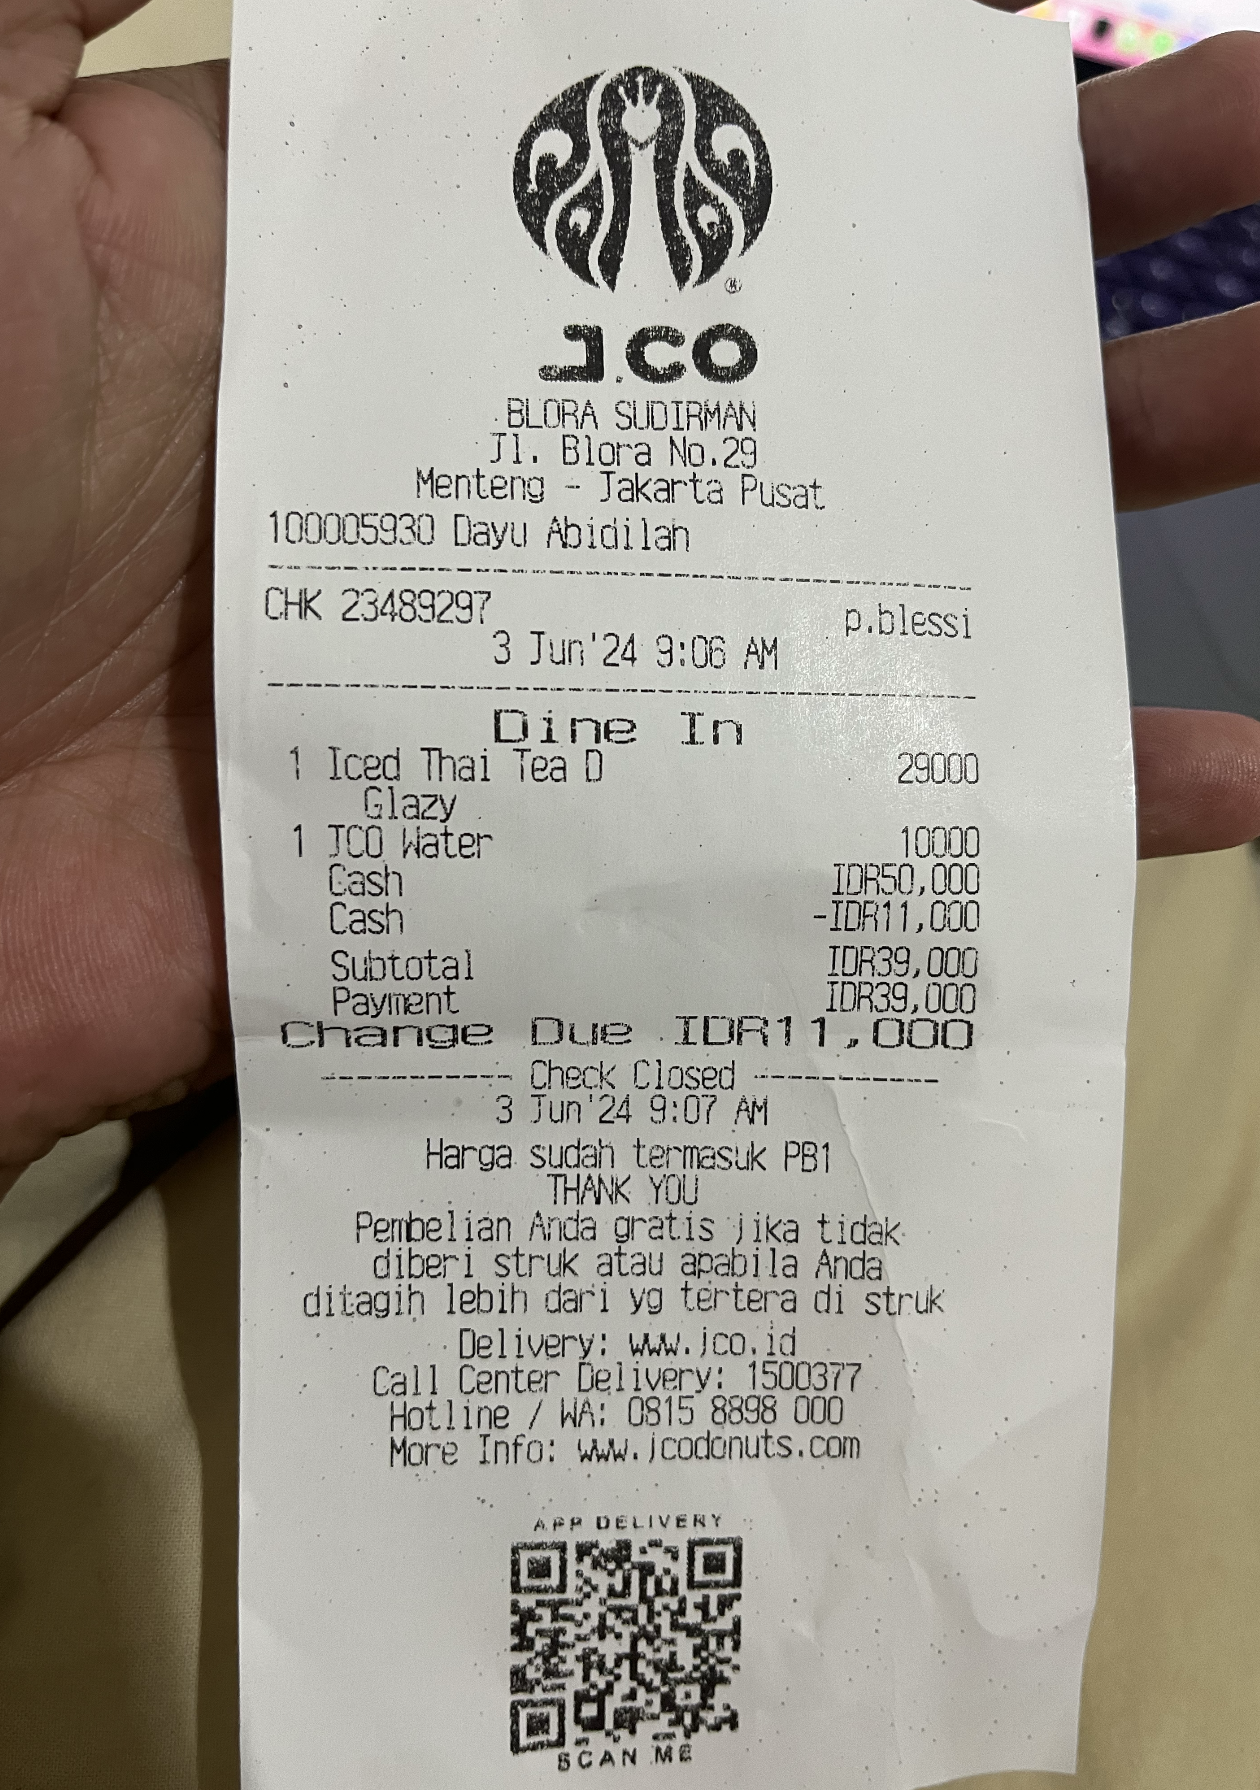 J.CO
BLORA SUDIRMAN
Jl. Blora No.29
Menteng - Jakarta Pusat
100005930 Dayu Abidilah
CHK 23489297 p.blessi
3 Jun'24 9:06 AM
Dine In
1 Iced Thai Tea D 29000
Glazy
1 JCO Water 10000
Cash IDR50,000
Cash -IDR11,000
Subtotal IDR39,000
Payment IDR39,000
Change Due IDR11,000
----------- Check Closed -----------
3 Jun'24 9:07 AM
Harga sudah termasuk PB1
THANK YOU
Pembelian Anda gratis jika tidak
diberi struk atau apabila Anda
ditagih lebih dari yg tertera di struk
Delivery: www.jco.id
Call Center Delivery: 1500377
Hotline / WA: 0815 8898 000
More Info: www.jcodonuts.com
APP DELIVERY
SCAN ME